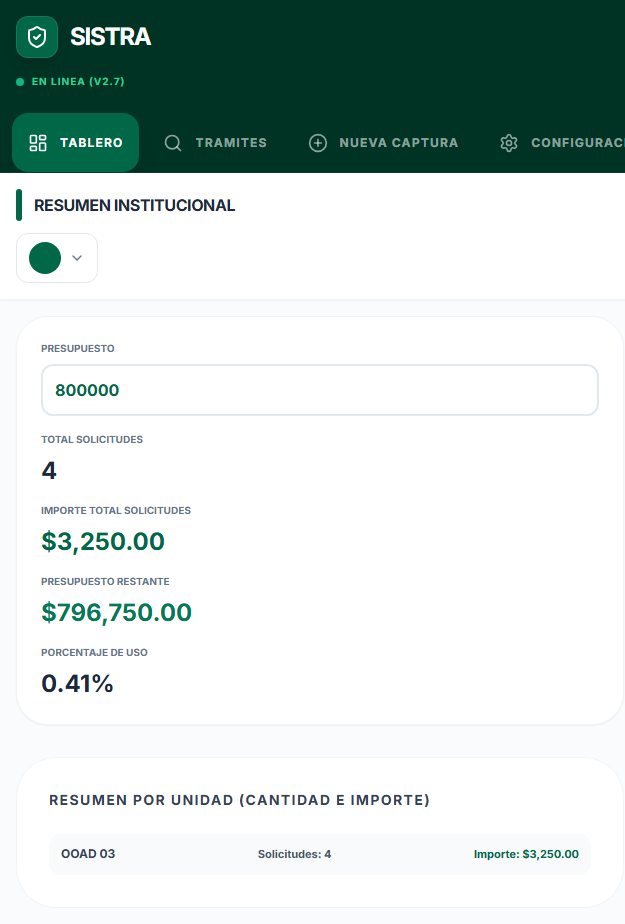 SISTRA
EN LINEA (V2.7)
TABLERO TRAMITES NUEVA CAPTURA CONFIGURAC
RESUMEN INSTITUCIONAL
PRESUPUESTO
800000
TOTAL SOLICITUDES
4
IMPORTE TOTAL SOLICITUDES
$3,250.00
PRESUPUESTO RESTANTE
$796,750.00
PORCENTAJE DE USO
0.41%
RESUMEN POR UNIDAD (CANTIDAD E IMPORTE)
OOAD 03 Solicitudes: 4 Importe: $3,250.00